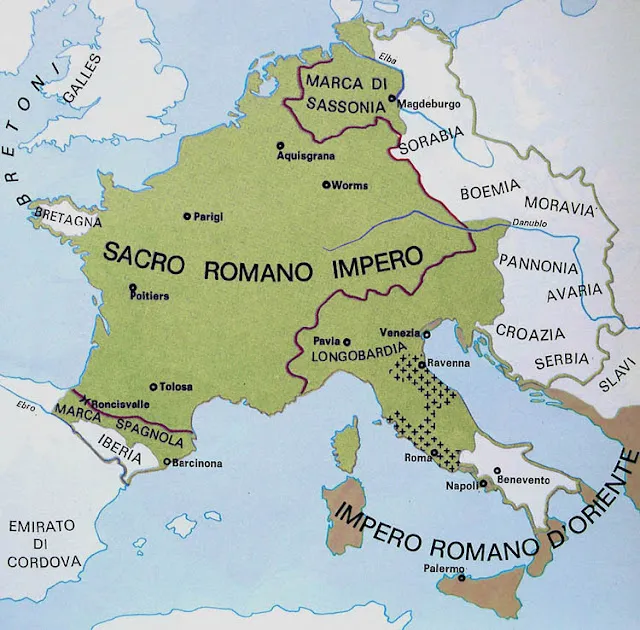 BRETONI
GALLES
Elba
MARCA DI
SASSONIA
Magdeburgo
SORABIA
Aquisgrana
Worms
BOEMIA
MORAVIA
BRETAGNA
Parigi
Danubio
SACRO ROMANO IMPERO
PANNONIA
AVARIA
Poitiers
Pavia
LONGOBARDIA
Venezia
Ravenna
CROAZIA
SERBIA
SLAVI
Tolosa
Roncisvalle
Ebro
MARCA SPAGNOLA
IBERIA
Barcinona
Roma
Napoli
Benevento
EMIRATO
DI
CORDOVA
IMPERO ROMANO D'ORIENTE
Palermo